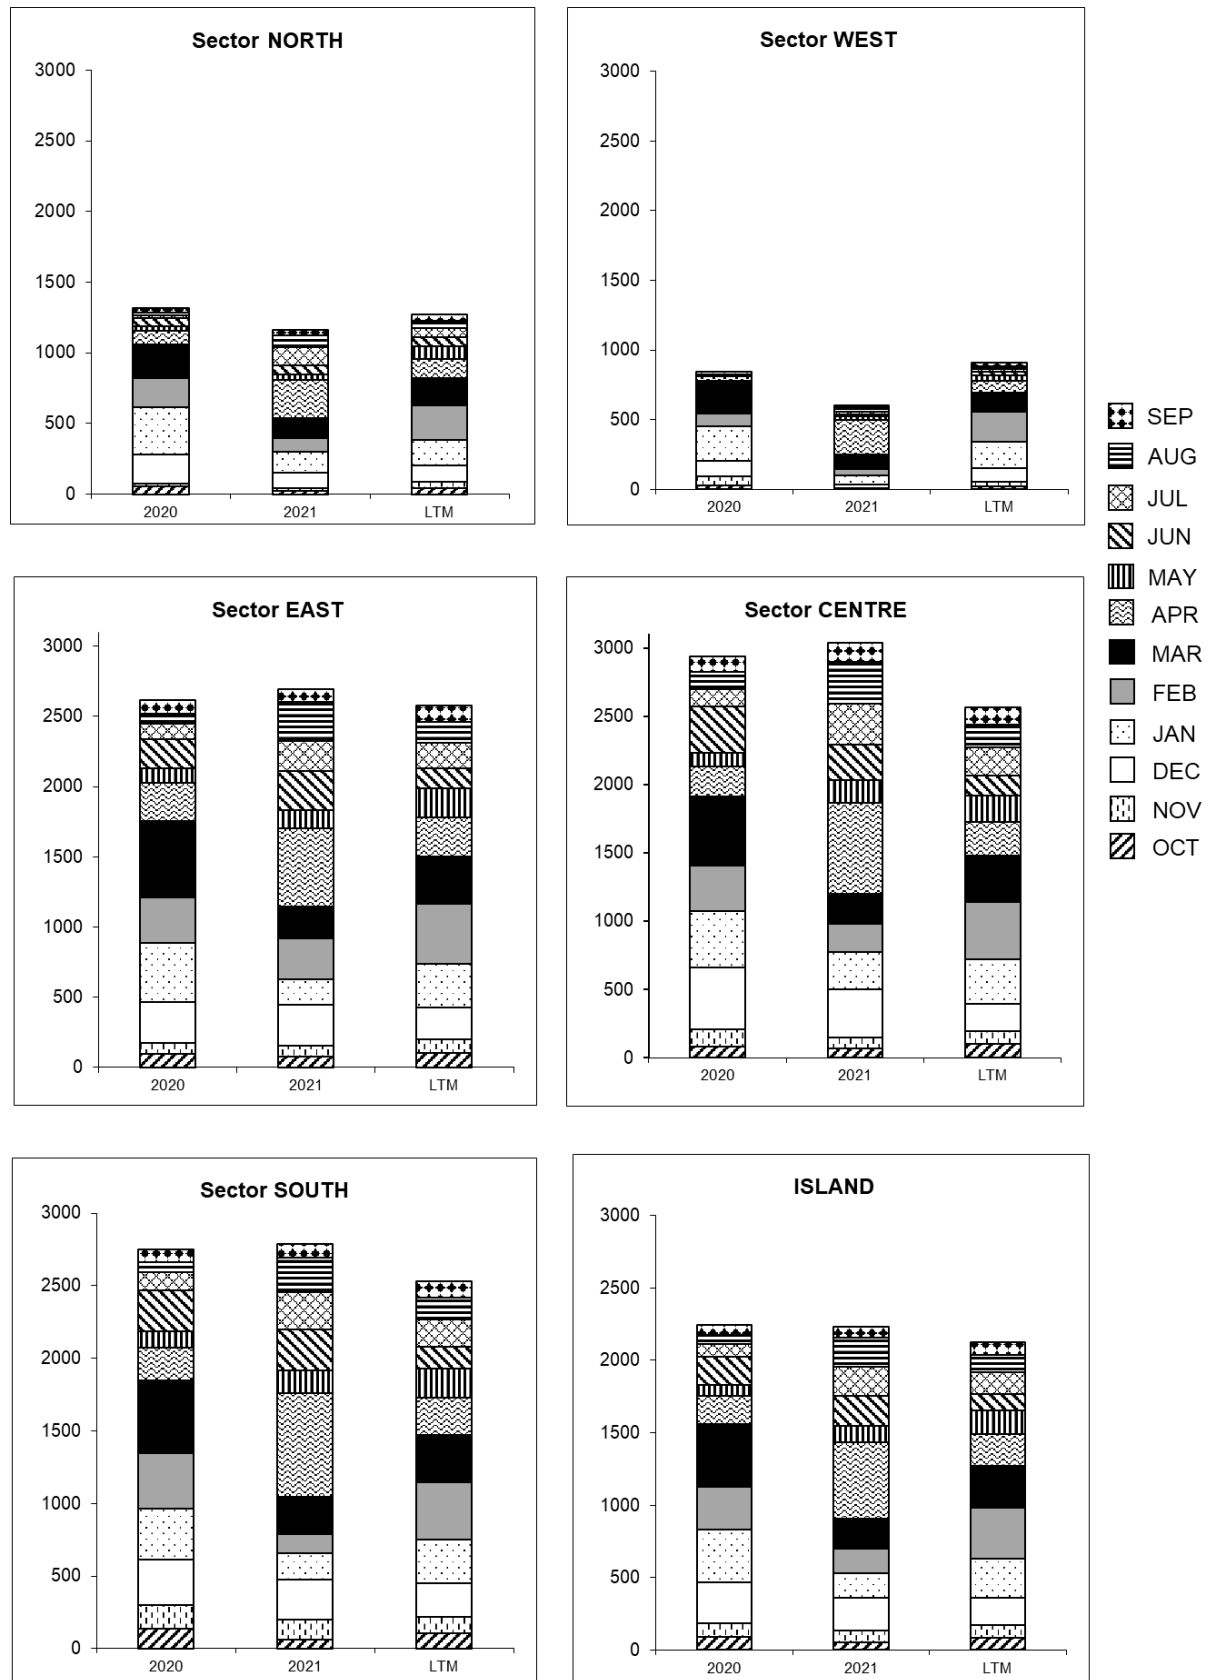 Sector NORTH
3000
2500
2000
1500
1000
500
0
2020 2021 LTM
Sector WEST
3000
2500
2000
1500
1000
500
0
2020 2021 LTM
SEP
AUG
JUL
JUN
MAY
APR
MAR
FEB
JAN
DEC
NOV
OCT
Sector EAST
3000
2500
2000
1500
1000
500
0
2020 2021 LTM
Sector CENTRE
3000
2500
2000
1500
1000
500
0
2020 2021 LTM
Sector SOUTH
3000
2500
2000
1500
1000
500
0
2020 2021 LTM
ISLAND
3000
2500
2000
1500
1000
500
0
2020 2021 LTM